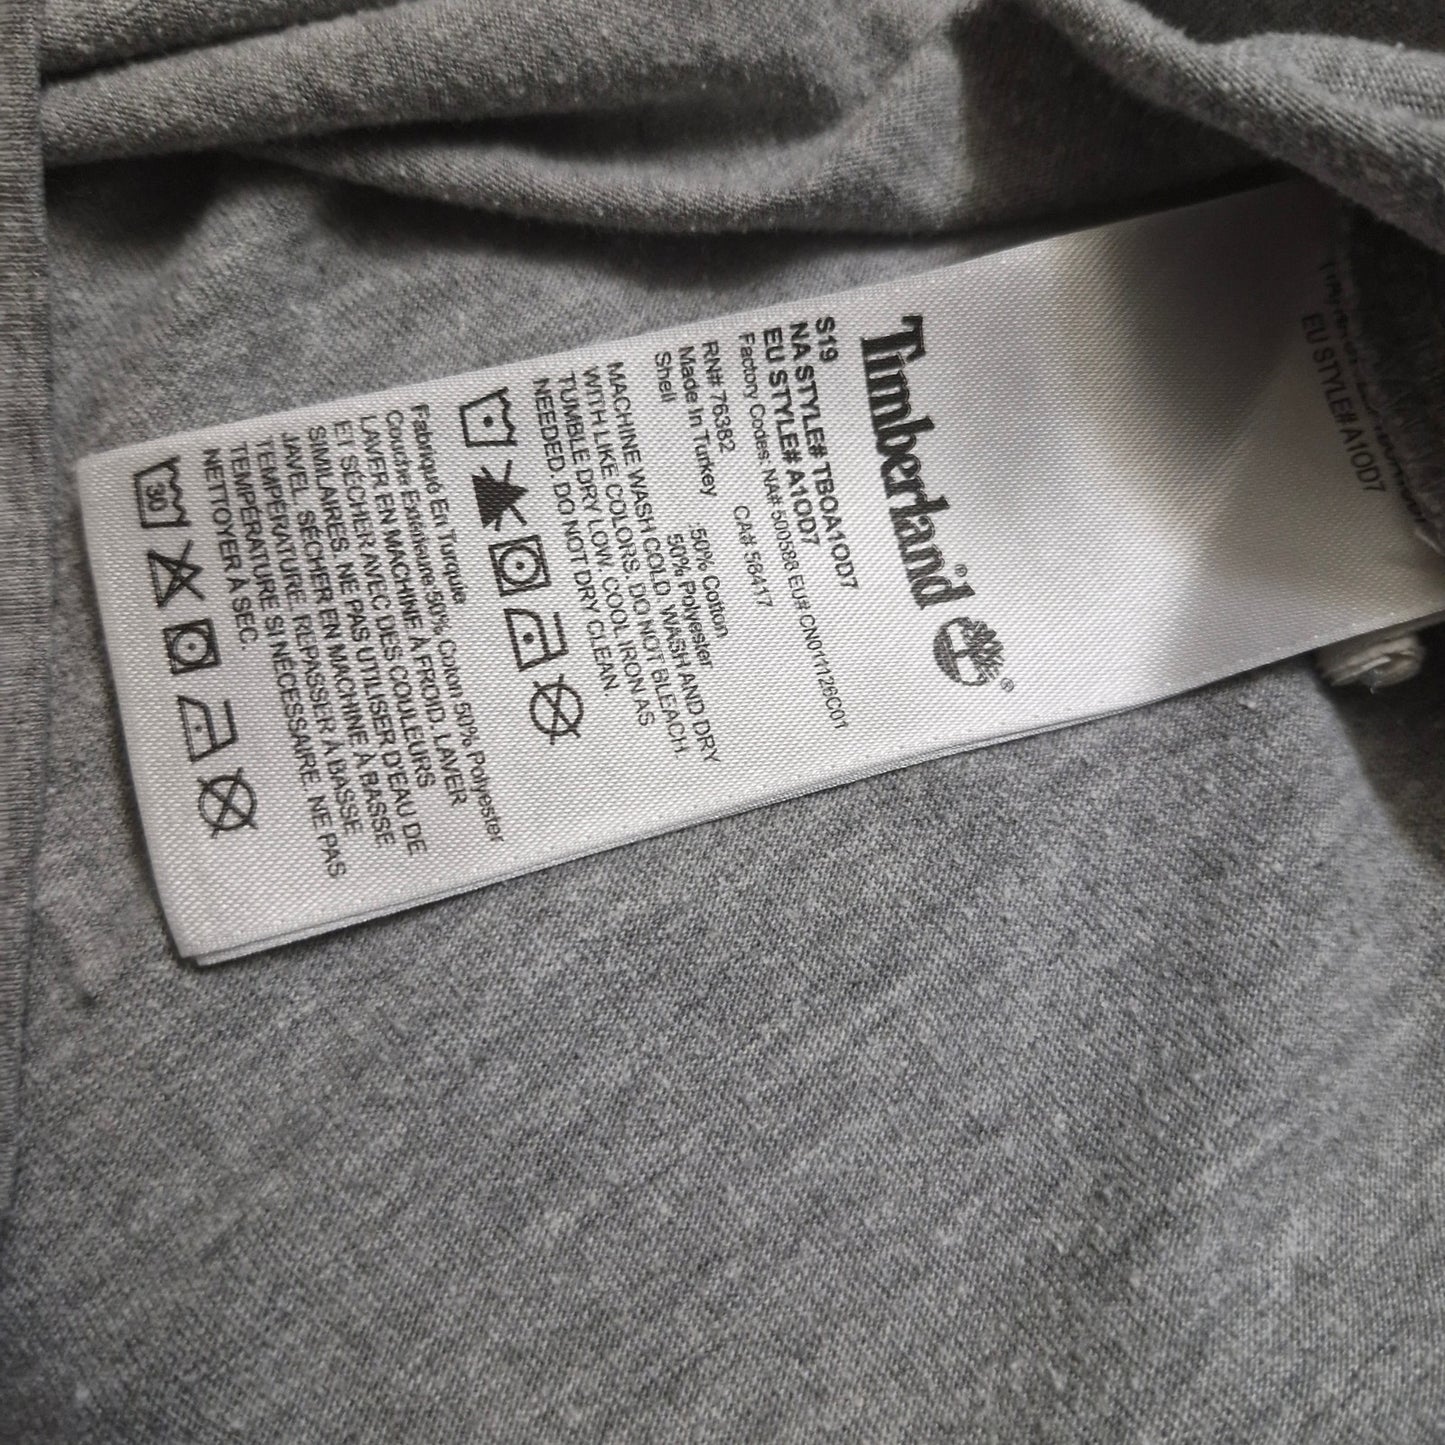 Timberland®
®
S19
NA STYLE# TBOA1OD7
EU STYLE# A1OD7
Factory Codes: NA# 500588 EU# CN01126C01
CA# 58417
RN# 76382
Made In Turkey
Shell :50% Cotton
50% Polyester
MACHINE WASH COLD. WASH AND DRY
WITH LIKE COLORS. DO NOT BLEACH.
TUMBLE DRY LOW. COOL IRON AS
NEEDED. DO NOT DRY CLEAN.
Fabriqué En Turquie
Couche Extérieure:50% Coton 50% Polyester
LAVER EN MACHINE À FROID. LAVER
ET SÉCHER AVEC DES COULEURS
SIMILAIRES. NE PAS UTILISER D'EAU DE
JAVEL. SÉCHER EN MACHINE À BASSE
TEMPÉRATURE. REPASSER À BASSE
TEMPÉRATURE SI NÉCESSAIRE. NE PAS
NETTOYER À SEC.
30
EU STYLE# A1OD7